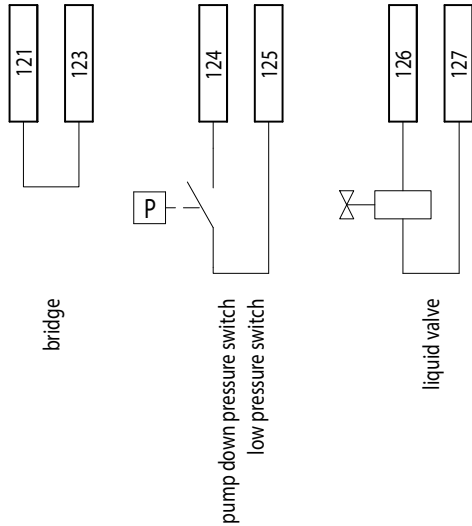 121
123
124
125
126
127
P
bridge
pump down pressure switch
low pressure switch
liquid valve